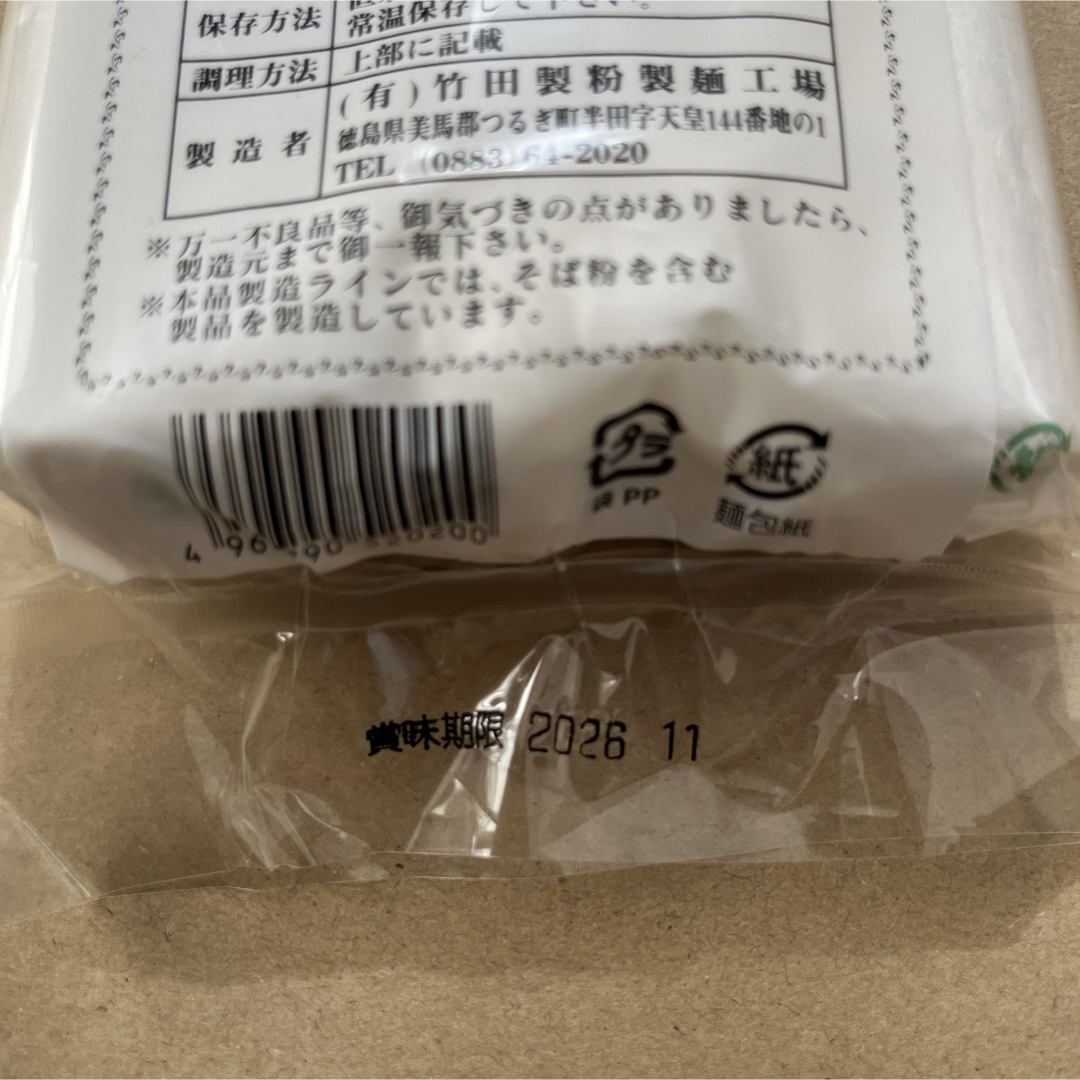 保存方法
常温保存して下さい。
調理方法 上部に記載
製造者 (有)竹田製粉製麺工場
徳島県美馬郡つるぎ町半田字天皇144番地の1
TEL (0883)64-2020
※万一不良品等、御気づきの点がありましたら、
製造元まで御一報下さい。
※本品製造ラインでは、そば粉を含む
製品を製造しています。
プラ
袋 PP
紙
麺包紙
賞味期限 2026 11